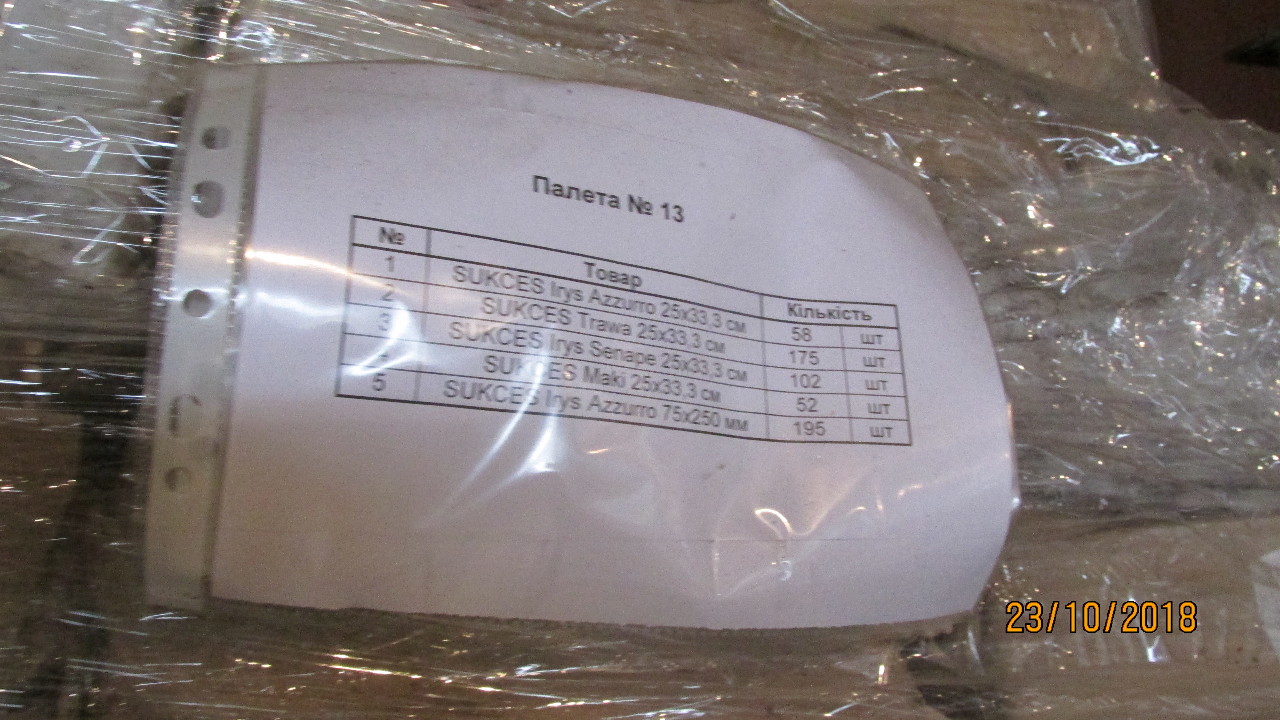 Палета № 13
№ Товар Кількість
1 SUKCES Irys Azzurro 25x33,3 см 58 шт
2 SUKCES Trawa 25x33,3 см 175 шт
3 SUKCES Irys Senape 25x33,3 см 102 шт
SUKCES Maki 25x33,3 см 52 шт
5 SUKCES Irys Azzurro 75x250 мм 195 шт
23/10/2018